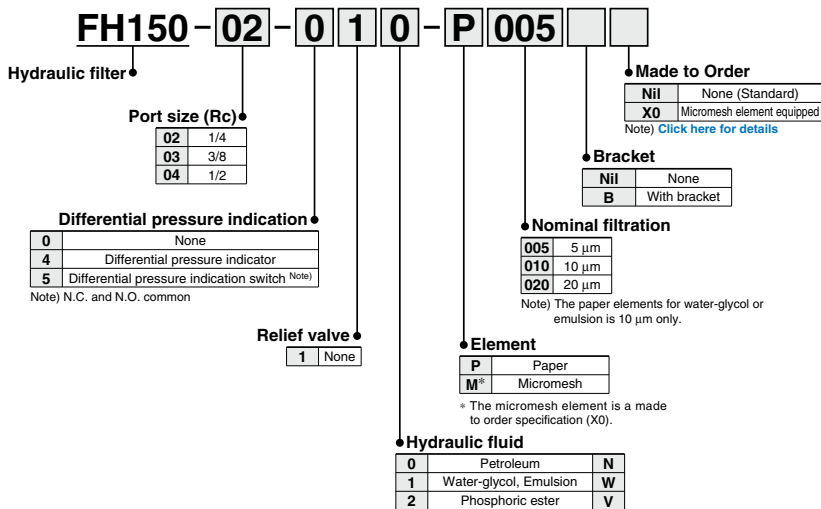 FH150-02-010-P005
Hydraulic filter
Made to Order
Nil None (Standard)
X0 Micromesh element equipped
Note) Click here for details
Port size (Rc)
02 1/4
03 3/8
04 1/2
Bracket
Nil None
B With bracket
Differential pressure indication
0 None
4 Differential pressure indicator
5 Differential pressure indication switch Note)
Note) N.C. and N.O. common
Nominal filtration
005 5 μm
010 10 μm
020 20 μm
Note) The paper elements for water-glycol or
emulsion is 10 μm only.
Relief valve
1 None
Element
P Paper
M* Micromesh
* The micromesh element is a made
to order specification (X0).
Hydraulic fluid
0 Petroleum N
1 Water-glycol, Emulsion W
2 Phosphoric ester V